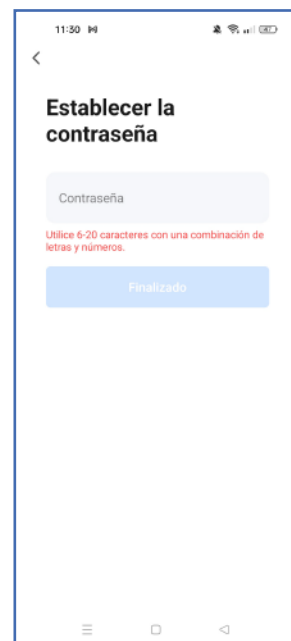 11:30
Establecer la
contraseña
Contraseña
Utilice 6-20 caracteres con una combinación de
letras y números.
Finalizado